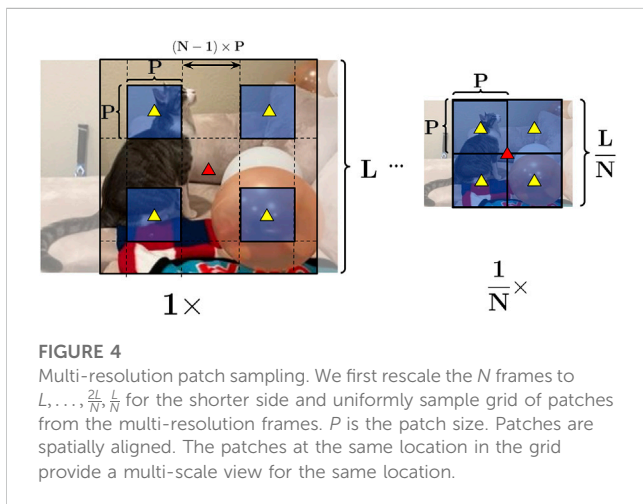 (N − 1) × P
P
P
L
...
P
P
L/N
1×
1/N ×
FIGURE 4
Multi-resolution patch sampling. We first rescale the N frames to
L, . . . , 2L/N, L/N for the shorter side and uniformly sample grid of patches
from the multi-resolution frames. P is the patch size. Patches are
spatially aligned. The patches at the same location in the grid
provide a multi-scale view for the same location.